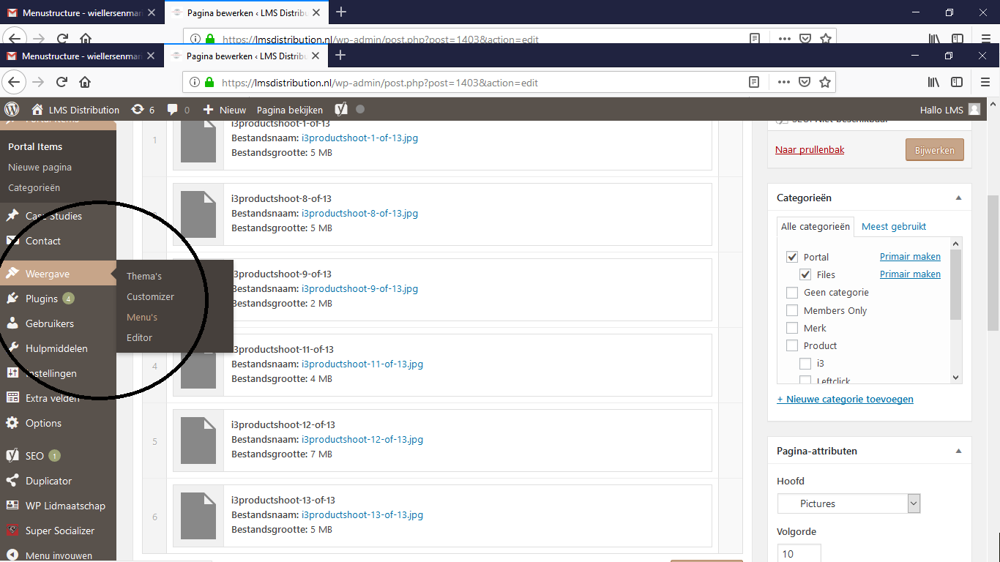 Menustructure - wiellersenmari
Pagina bewerken ‹ LMS Distribu
https://lmsdistribution.nl/wp-admin/post.php?post=1403&action=edit
Menustructure - wiellersenmari
Pagina bewerken ‹ LMS Distribu
https://lmsdistribution.nl/wp-admin/post.php?post=1403&action=edit
LMS Distribution
6
0
Nieuw
Pagina bekijken
Hallo LMS
Portal Items
Portal Items
Nieuwe pagina
Categorieën
Case Studies
Contact
Weergave
Thema's
Customizer
Menu's
Editor
Plugins 4
Gebruikers
Hulpmiddelen
Instellingen
Extra velden
Options
SEO 1
Duplicator
WP Lidmaatschap
Super Socializer
Menu invouwen
1
i3productshoot-1-of-13
Bestandsnaam: i3productshoot-1-of-13.jpg
Bestandsgrootte: 5 MB
i3productshoot-8-of-13
Bestandsnaam: i3productshoot-8-of-13.jpg
Bestandsgrootte: 5 MB
i3productshoot-9-of-13
Bestandsnaam: i3productshoot-9-of-13.jpg
Bestandsgrootte: 2 MB
4
i3productshoot-11-of-13
Bestandsnaam: i3productshoot-11-of-13.jpg
Bestandsgrootte: 4 MB
5
i3productshoot-12-of-13
Bestandsnaam: i3productshoot-12-of-13.jpg
Bestandsgrootte: 7 MB
6
i3productshoot-13-of-13
Bestandsnaam: i3productshoot-13-of-13.jpg
Bestandsgrootte: 5 MB
SEO: Niet beschikbaar
Naar prullenbak
Bijwerken
Categorieën
Alle categorieën
Meest gebruikt
Portal
Primair maken
Files
Primair maken
Geen categorie
Members Only
Merk
Product
i3
Leftclick
+ Nieuwe categorie toevoegen
Pagina-attributen
Hoofd
Pictures
Volgorde
10